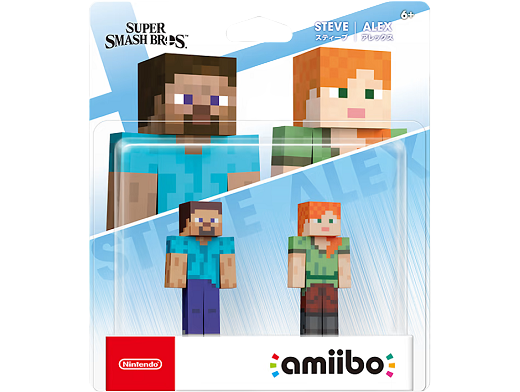 SUPER
SMASH BROS.
STEVE
スティーブ
ALEX
アレックス
6+
STEVE ALEX
Nintendo
amiibo